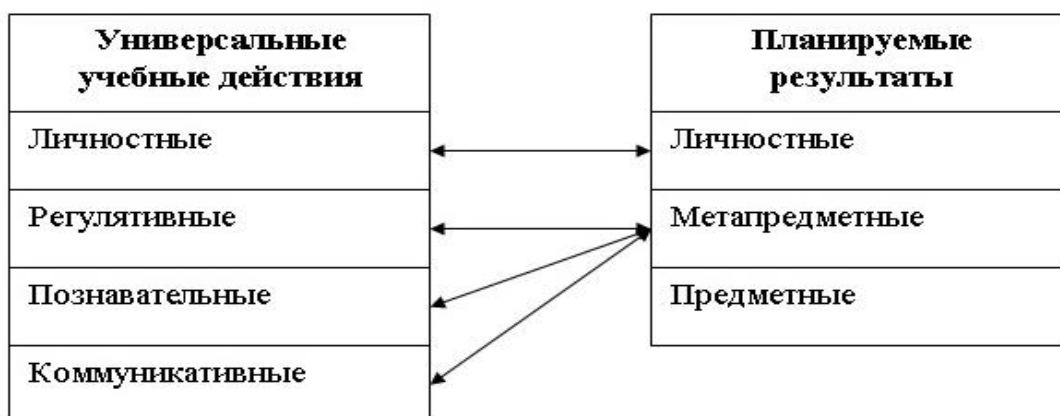 Универсальные
учебные действия
Личностные
Регулятивные
Познавательные
Коммуникативные
Планируемые
результаты
Личностные
Метапредметные
Предметные